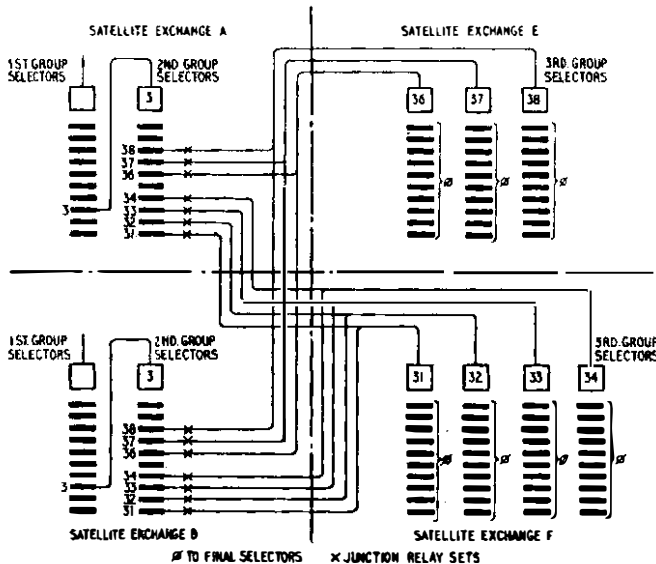 SATELLITE EXCHANGE A
SATELLITE EXCHANGE E
1ST GROUP SELECTORS
2ND. GROUP SELECTORS
3RD. GROUP SELECTORS
3
36
37
38
38
37
36
34
33
32
31
3
Ø
Ø
Ø
1ST. GROUP SELECTORS
2ND. GROUP SELECTORS
3RD. GROUP SELECTORS
3
31
32
33
34
38
37
36
34
33
32
31
3
Ø
Ø
Ø
Ø
SATELLITE EXCHANGE B
SATELLITE EXCHANGE F
Ø TO FINAL SELECTORS
X JUNCTION RELAY SETS